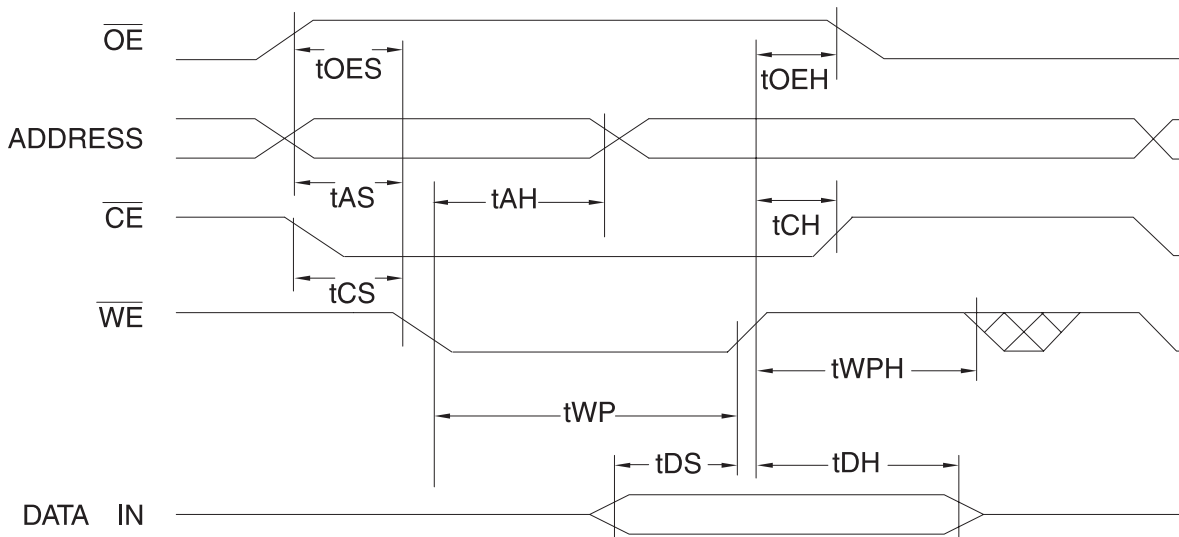 OE
tOES
tOEH
ADDRESS
tAS
tAH
CE
tCH
tCS
WE
tWPH
tWP
tDS
tDH
DATA IN